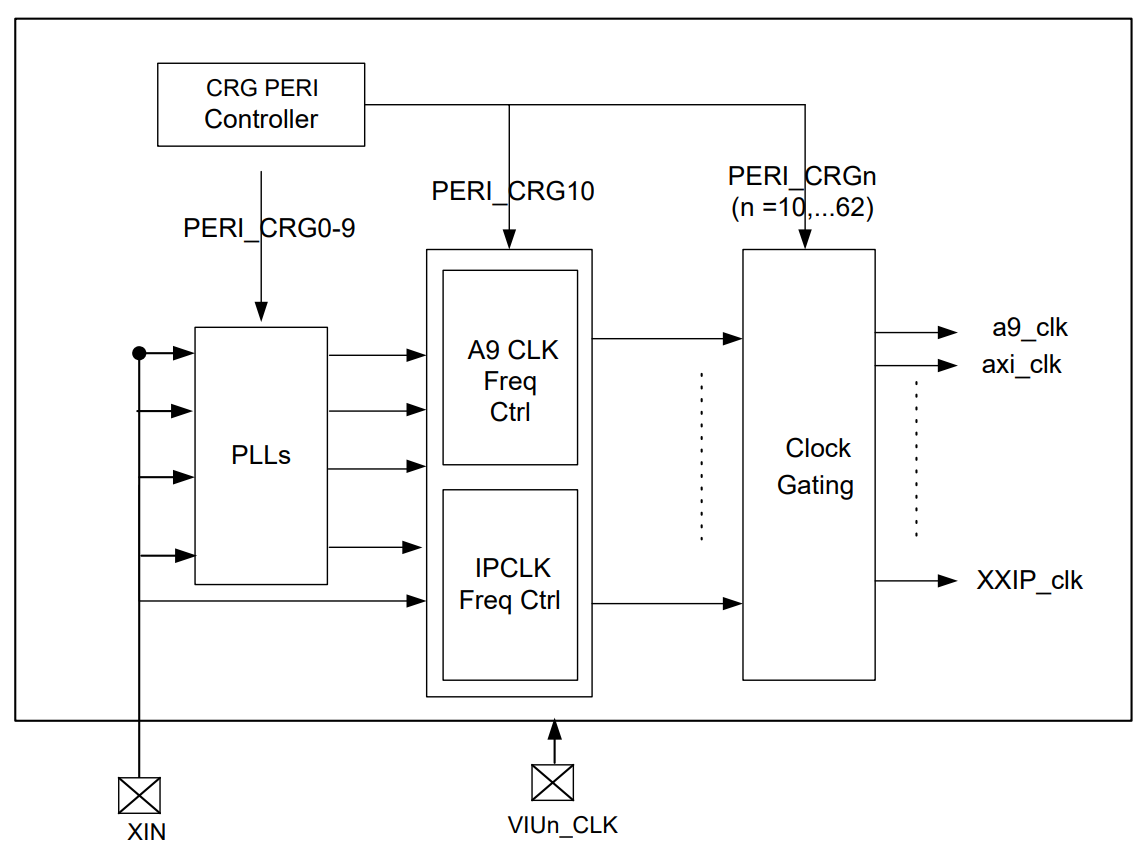 CRG PERI
Controller
PERI_CRG0-9
PERI_CRG10
PERI_CRGn
(n =10,...62)
PLLs
A9 CLK
Freq
Ctrl
IPCLK
Freq Ctrl
Clock
Gating
a9_clk
axi_clk
XXIP_clk
XIN
VIUn_CLK